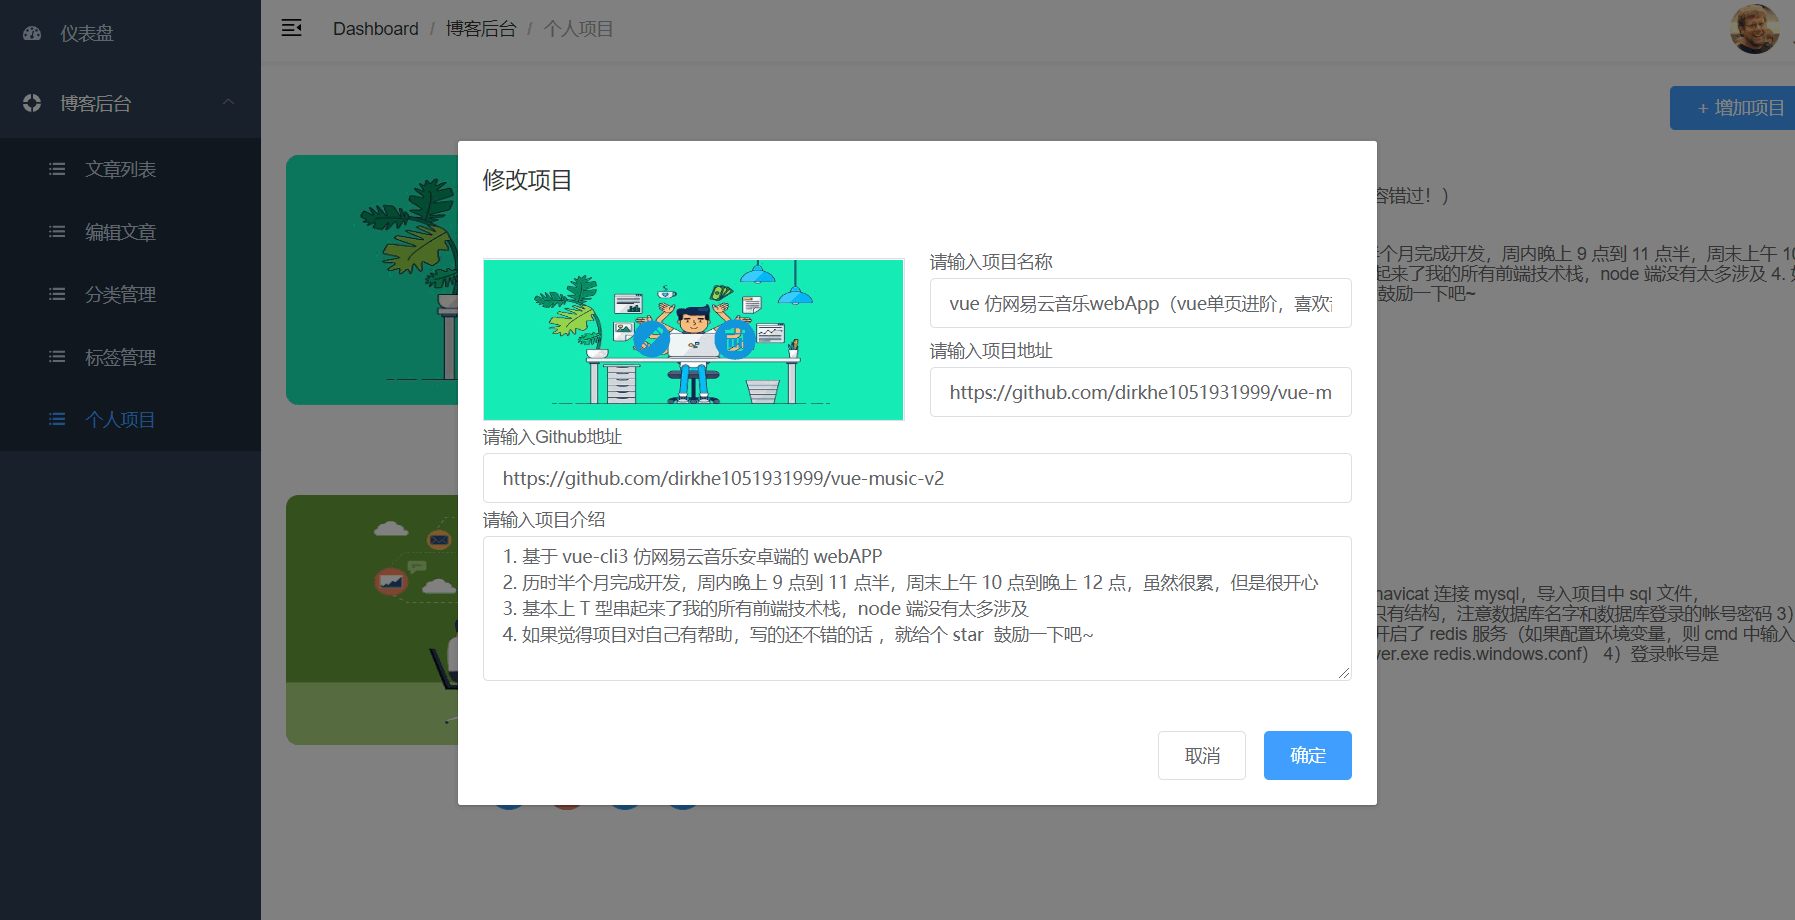 仪表盘
博客后台
文章列表
编辑文章
分类管理
标签管理
个人项目
Dashboard / 博客后台 / 个人项目
+ 增加项目
容错过！）
个月完成开发，周内晚上 9 点到 11 点半，周末上午 10
起来了我的所有前端技术栈，node 端没有太多涉及 4.
鼓励一下吧~
修改项目
请输入项目名称
vue 仿网易云音乐webApp（vue单页进阶，喜欢
请输入项目地址
https://github.com/dirkhe1051931999/vue-m
请输入Github地址
https://github.com/dirkhe1051931999/vue-music-v2
请输入项目介绍
1. 基于 vue-cli3 仿网易云音乐安卓端的 webAPP
2. 历时半个月完成开发，周内晚上 9 点到 11 点半，周末上午 10 点到晚上 12 点，虽然很累，但是很开心
3. 基本上 T 型串起来了我的所有前端技术栈，node 端没有太多涉及
4. 如果觉得项目对自己有帮助，写的还不错的话 ，就给个 star 鼓励一下吧~
取消
确定
navicat 连接 mysql，导入项目中 sql 文件，
只有结构，注意数据库名字和数据库登录的帐号密码 3）
开启了 redis 服务（如果配置环境变量，则 cmd 中输入
ver.exe redis.windows.conf） 4）登录帐号是